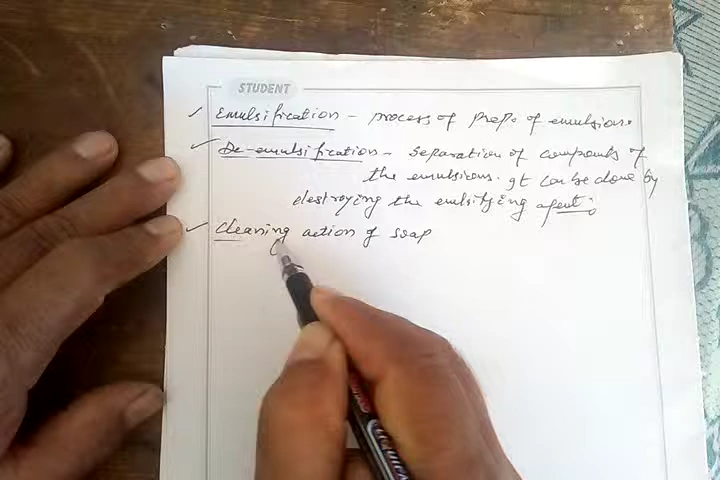 STUDENT
Emulsification - process of prep. of emulsions.
De-emulsification - Separation of componts of
the emulsions. It can be done by
destroying the emulsifying agent.
Cleaning action of soap